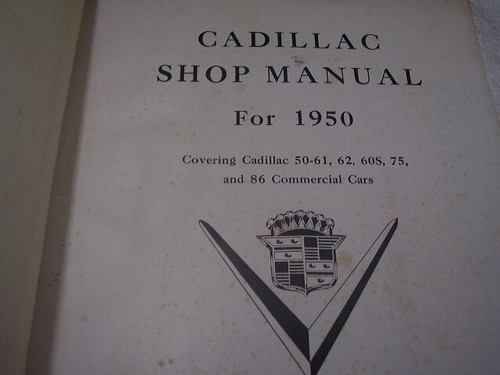 CADILLAC
SHOP MANUAL
For 1950
Covering Cadillac 50-61, 62, 60S, 75,
and 86 Commercial Cars